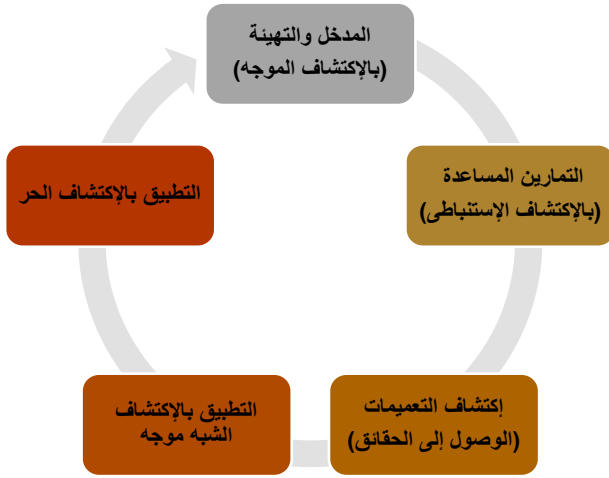 المدخل والتهيئة
(بالإكتشاف الموجه)
التمارين المساعدة
(بالإكتشاف الإستنباطى)
إكتشاف التعميمات
(الوصول إلى الحقائق)
التطبيق بالإكتشاف
الشبه موجه
التطبيق بالإكتشاف الحر